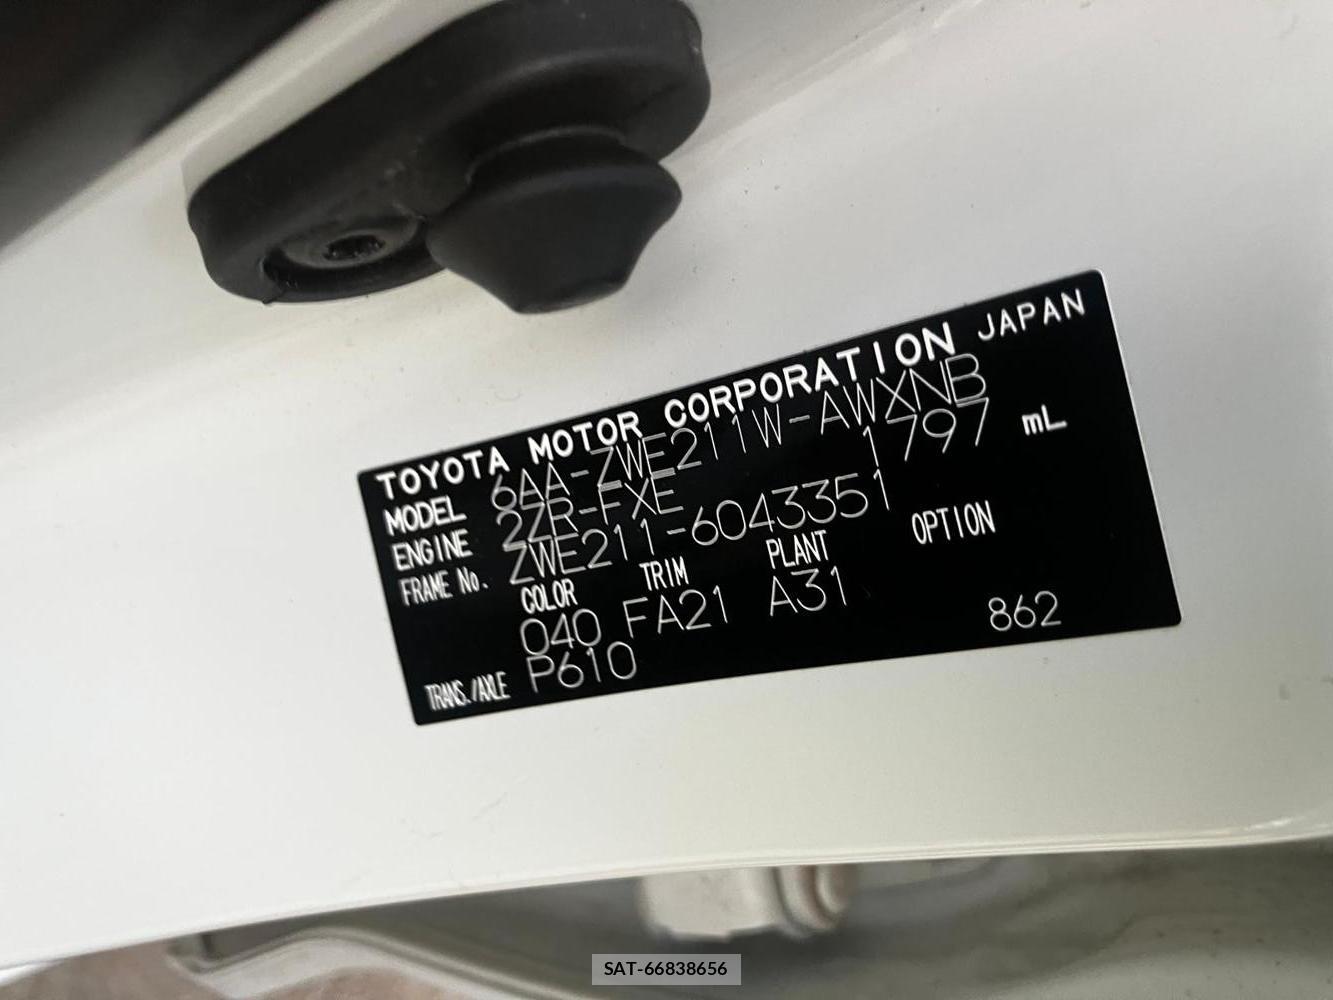 TOYOTA MOTOR CORPORATION JAPAN
MODEL 6AA-ZWE211W-AWXNB
ENGINE 2ZR-FXE 1797 mL
FRAME No. ZWE211-6043351
COLOR TRIM PLANT OPTION
040 FA21 A31
TRANS./AXLE P610 862
SAT-66838656